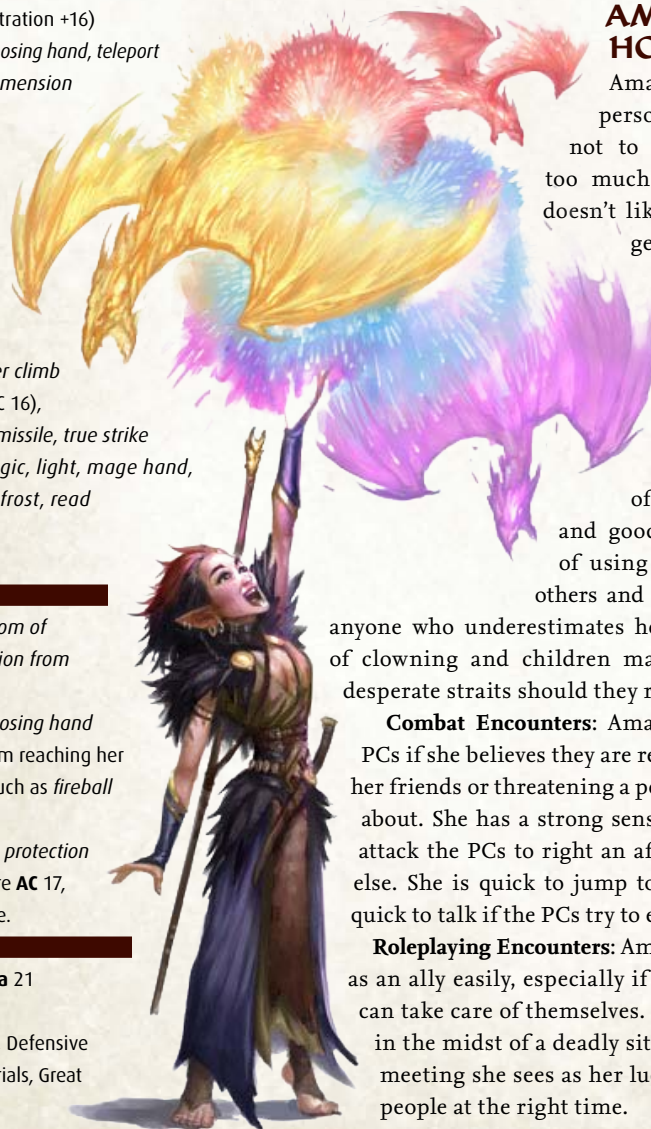 tration +16)
osing hand, teleport
mension
er climb
C 16),
missile, true strike
gic, light, mage hand,
frost, read
om of
ion from
osing hand
m reaching her
uch as fireball
protection
re AC 17,
e.
a 21
Defensive
rials, Great
AM
HO
Ama
perso
not to
too much
doesn't lik
ge
of
and good
of using
others and
anyone who underestimates he
of clowning and children ma
desperate straits should they r
Combat Encounters: Ama
PCs if she believes they are re
her friends or threatening a pe
about. She has a strong sens
attack the PCs to right an af
else. She is quick to jump to
quick to talk if the PCs try to e
Roleplaying Encounters: Am
as an ally easily, especially if
can take care of themselves.
in the midst of a deadly sit
meeting she sees as her luc
people at the right time.